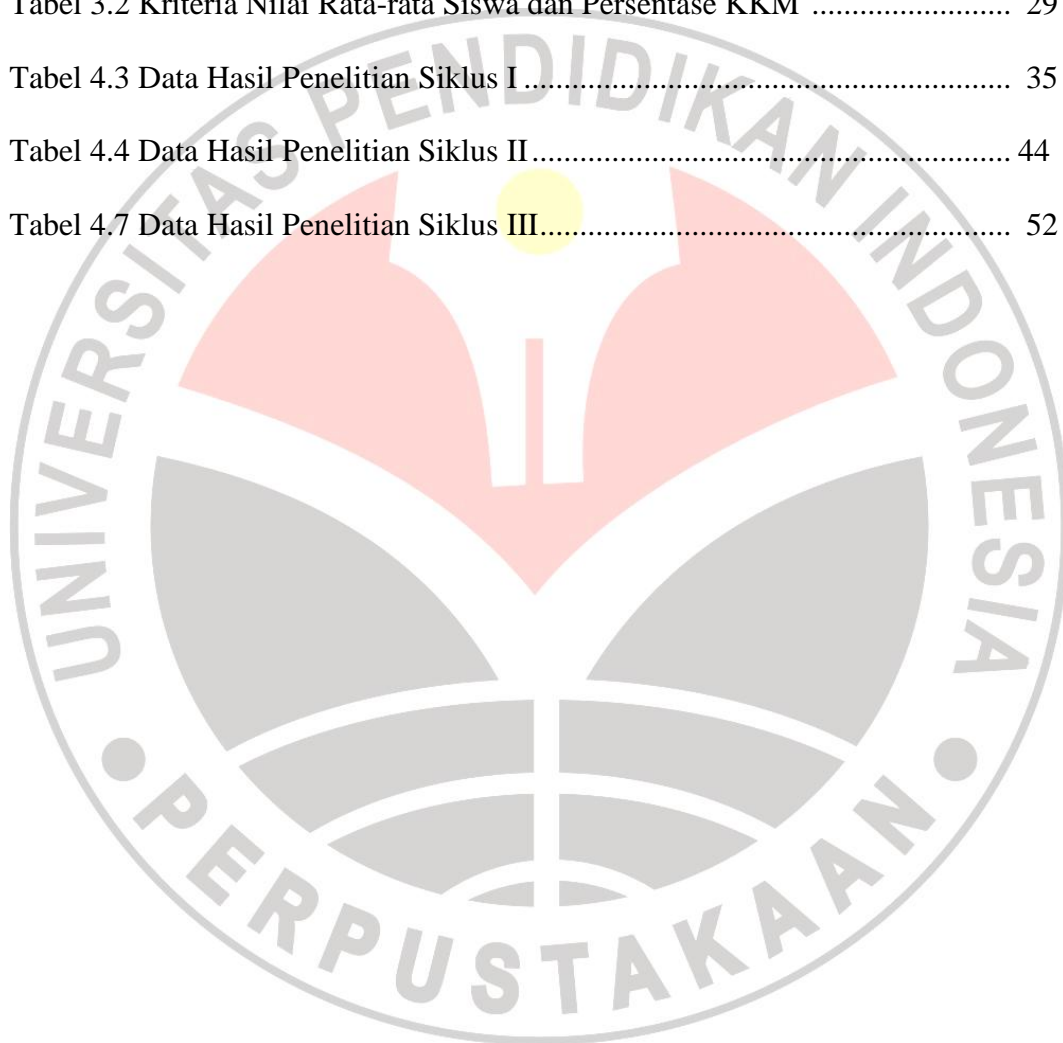 Tabel 3.2 Kriteria Nilai Rata-rata Siswa dan Persentase KKM ......................... 29
Tabel 4.3 Data Hasil Penelitian Siklus I ............................................................. 35
Tabel 4.4 Data Hasil Penelitian Siklus II ............................................................ 44
Tabel 4.7 Data Hasil Penelitian Siklus III........................................................... 52
UNIVERSITAS PENDIDIKAN INDONESIA
PERPUSTAKAAN